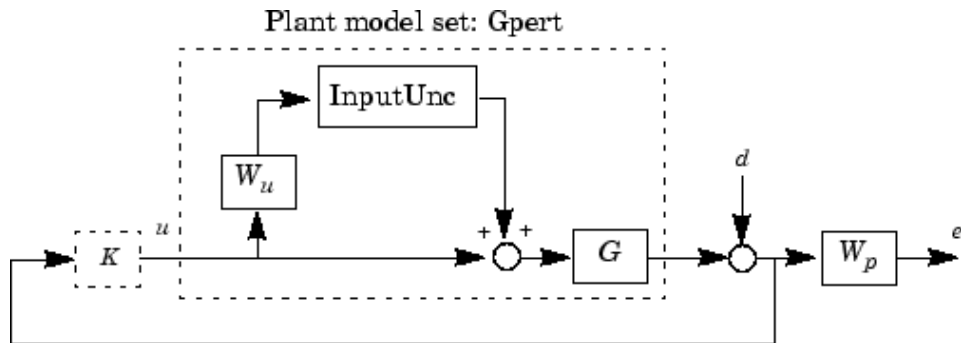 Plant model set: Gpert
InputUnc
W_u
d
u
+ +
e
K
G
W_p